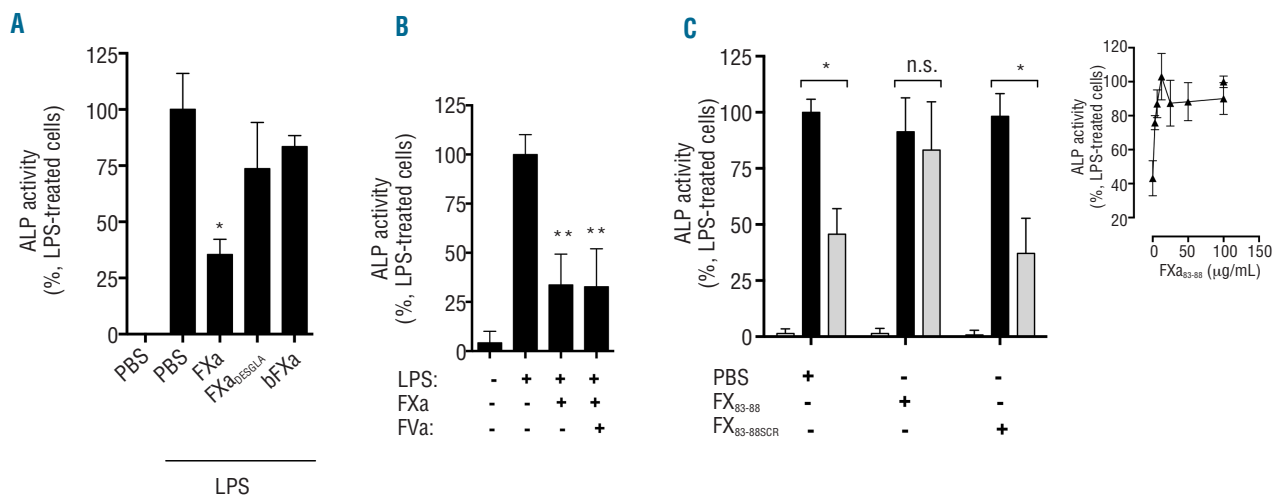 A
ALP activity
(%, LPS-treated cells)
125
100
75
50
25
0
*
PBS
PBS
FXa
FXaDESGLA
bFXa
LPS
B
ALP activity
(%, LPS-treated cells)
125
100
75
50
25
0
** **
LPS: - + + +
FXa - - + +
FVa: - - - +
C
ALP activity
(%, LPS-treated cells)
125
100
75
50
25
0
* n.s. *
PBS + - -
FX83-88 - + -
FX83-88SCR - - +
ALP activity
(%, LPS-treated cells)
120
100
80
60
40
20
0 50 100 150
FXa83-88 (μg/mL)